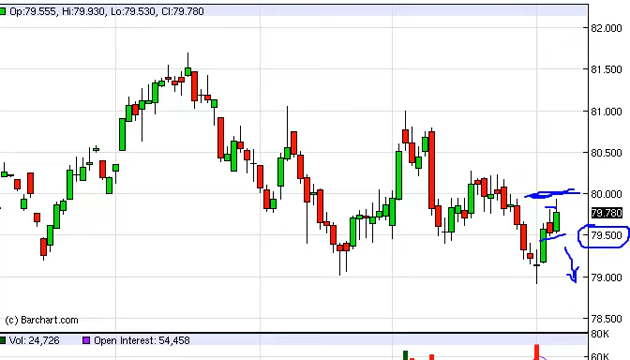 Op:79.555, Hi:79.930, Lo:79.530, Cl:79.780
82.000
81.500
81.000
80.500
80.000
79.780
79.500
79.000
78.500
(c) Barchart.com
80K
Vol: 24,726 Open Interest: 54,458
60K